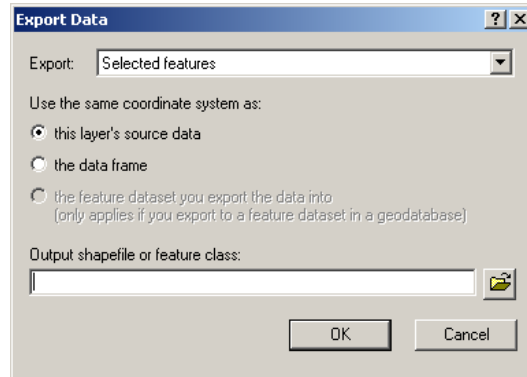 Export Data
Export: Selected features
Use the same coordinate system as:
this layer's source data
the data frame
the feature dataset you export the data into
(only applies if you export to a feature dataset in a geodatabase)
Output shapefile or feature class:
OK Cancel